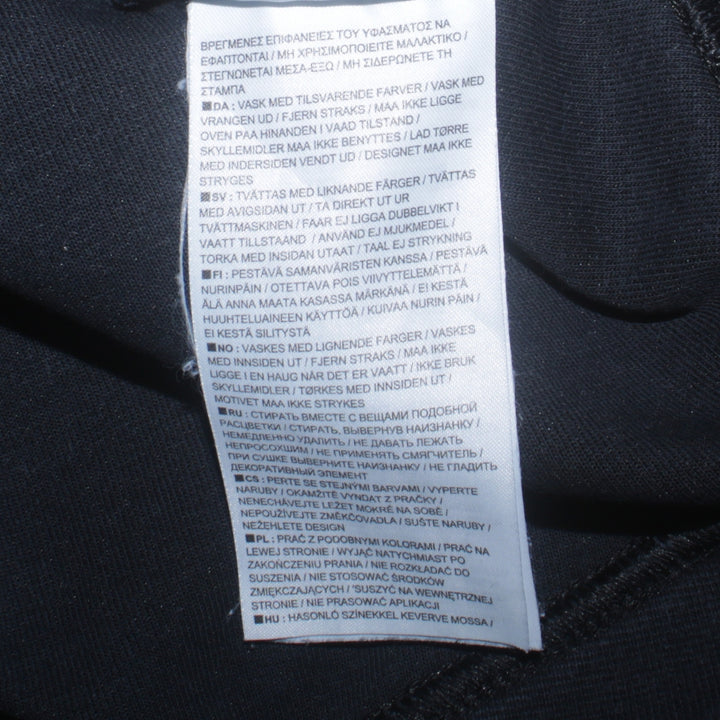 ΒΡΕΓΜΕΝΕΣ ΕΠΙΦΑΝΕΙΕΣ ΤΟΥ ΥΦΑΣΜΑΤΟΣ ΝΑ
ΕΦΑΠΤΟΝΤΑΙ / ΜΗ ΧΡΗΣΙΜΟΠΟΙΕΙΤΕ ΜΑΛΑΚΤΙΚΟ /
ΣΤΕΓΝΩΝΕΤΑΙ ΜΕΣΑ-ΕΞΩ / ΜΗ ΣΙΔΕΡΩΝΕΤΕ ΤΗ
ΣΤΑΜΠΑ
■DA : VASK MED TILSVARENDE FARVER / VASK MED
VRANGEN UD / FJERN STRAKS / MAA IKKE LIGGE
OVEN PAA HINANDEN I VAAD TILSTAND /
SKYLLEMIDLER MAA IKKE BENYTTES / LAD TØRRE
MED INDERSIDEN VENDT UD / DESIGNET MAA IKKE
STRYGES
■SV : TVÄTTAS MED LIKNANDE FÄRGER / TVÄTTAS
MED AVIGSIDAN UT / TA DIREKT UT UR
TVÄTTMASKINEN / FAAR EJ LIGGA DUBBELVIKT I
VAATT TILLSTAAND / ANVÄND EJ MJUKMEDEL /
TORKA MED INSIDAN UTAAT / TAAL EJ STRYKNING
■FI : PESTÄVÄ SAMANVÄRISTEN KANSSA / PESTÄVÄ
NURINPÄIN / OTETTAVA POIS VIIVYTTELEMÄTTÄ /
ÄLÄ ANNA MAATA KASASSA MÄRKÄNÄ / EI KESTÄ
HUUHTELUAINEEN KÄYTTÖÄ / KUIVAA NURIN PÄIN /
EI KESTÄ SILITYSTÄ
■NO : VASKES MED LIGNENDE FARGER / VASKES
MED INNSIDEN UT / FJERN STRAKS / MAA IKKE
LIGGE I EN HAUG NÅR DET ER VAATT / IKKE BRUK
SKYLLEMIDLER / TØRKES MED INNSIDEN UT /
MOTIVET MAA IKKE STRYKES
■RU : СТИРАТЬ ВМЕСТЕ С ВЕЩАМИ ПОДОБНОЙ
РАСЦВЕТКИ / СТИРАТЬ, ВЫВЕРНУВ НАИЗНАНКУ /
НЕМЕДЛЕННО УДАЛИТЬ / НЕ ДАВАТЬ ЛЕЖАТЬ
НЕПРОСОХШИМ / НЕ ПРИМЕНЯТЬ СМЯГЧИТЕЛЬ /
ПРИ СУШКЕ ВЫВЕРНИТЕ НАИЗНАНКУ / НЕ ГЛАДИТЬ
ДЕКОРАТИВНЫЙ ЭЛЕМЕНТ
■CS : PERTE SE STEJNÝMI BARVAMI / VYPERTE
NARUBY / OKAMŽITĚ VYNDAT Z PRAČKY /
NENECHÁVEJTE LEŽET MOKRÉ NA SOBĚ /
NEPOUŽÍVEJTE ZMĚKČOVADLA / SUŠTE NARUBY /
NEŽEHLETE DESIGN
■PL : PRAĆ Z PODOBNYMI KOLORAMI / PRAĆ NA
LEWEJ STRONIE / WYJĄĆ NATYCHMIAST PO
ZAKOŃCZENIU PRANIA / NIE ROZKŁADAĆ DO
SUSZENIA / NIE STOSOWAĆ ŚRODKÓW
ZMIĘKCZAJĄCYCH / 'SUSZYĆ NA WEWNĘTRZNEJ
STRONIE / NIE PRASOWAĆ APLIKACJI
■HU : HASONLÓ SZÍNEKKEL KEVERVE MOSSA /